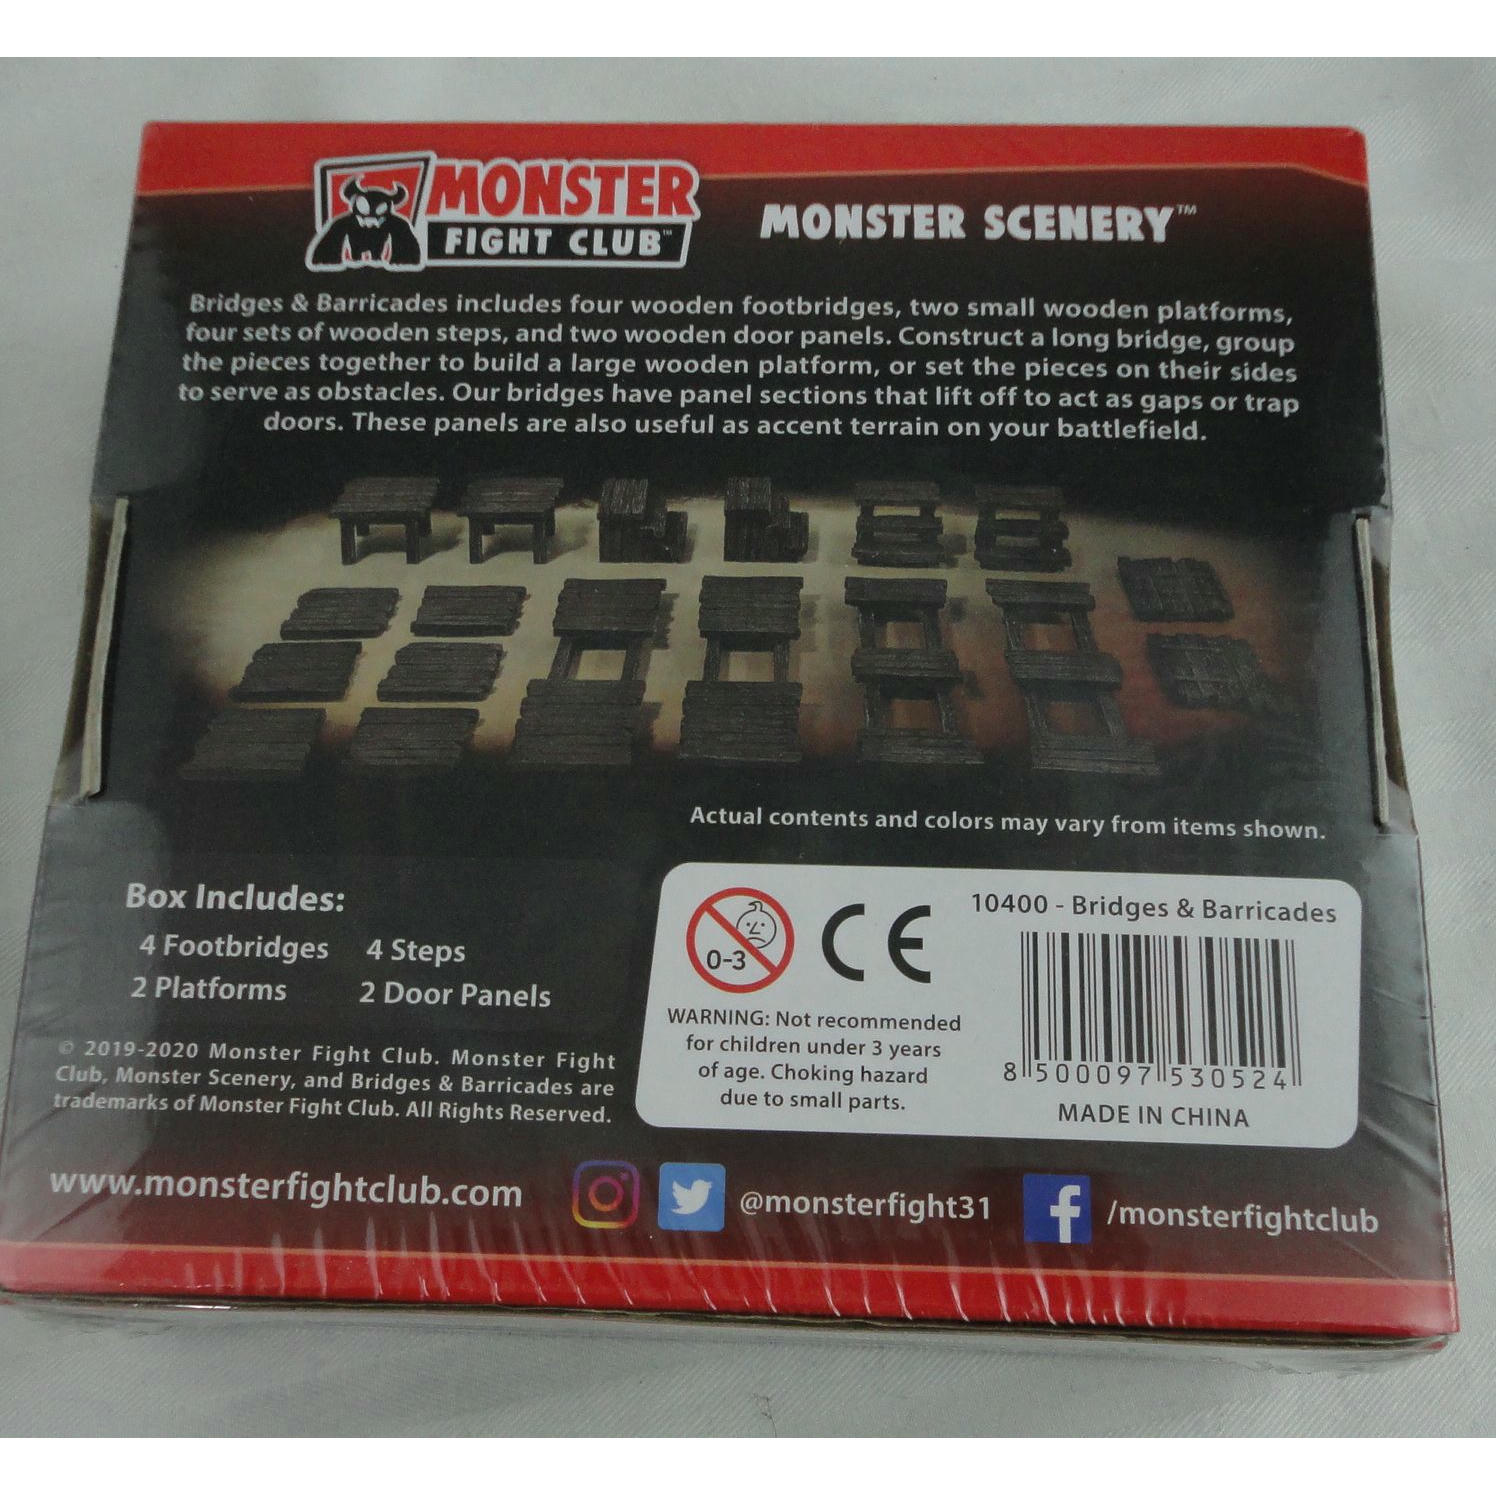 MONSTER
FIGHT CLUB™
MONSTER SCENERY™
Bridges & Barricades includes four wooden footbridges, two small wooden platforms,
four sets of wooden steps, and two wooden door panels. Construct a long bridge, group
the pieces together to build a large wooden platform, or set the pieces on their sides
to serve as obstacles. Our bridges have panel sections that lift off to act as gaps or trap
doors. These panels are also useful as accent terrain on your battlefield.
Actual contents and colors may vary from items shown.
Box Includes:
4 Footbridges 4 Steps
2 Platforms 2 Door Panels
© 2019-2020 Monster Fight Club. Monster Fight
Club, Monster Scenery, and Bridges & Barricades are
trademarks of Monster Fight Club. All Rights Reserved.
0-3
CE
WARNING: Not recommended
for children under 3 years
of age. Choking hazard
due to small parts.
10400 - Bridges & Barricades
8 50009753052 4
MADE IN CHINA
www.monsterfightclub.com
@monsterfight31
f /monsterfightclub